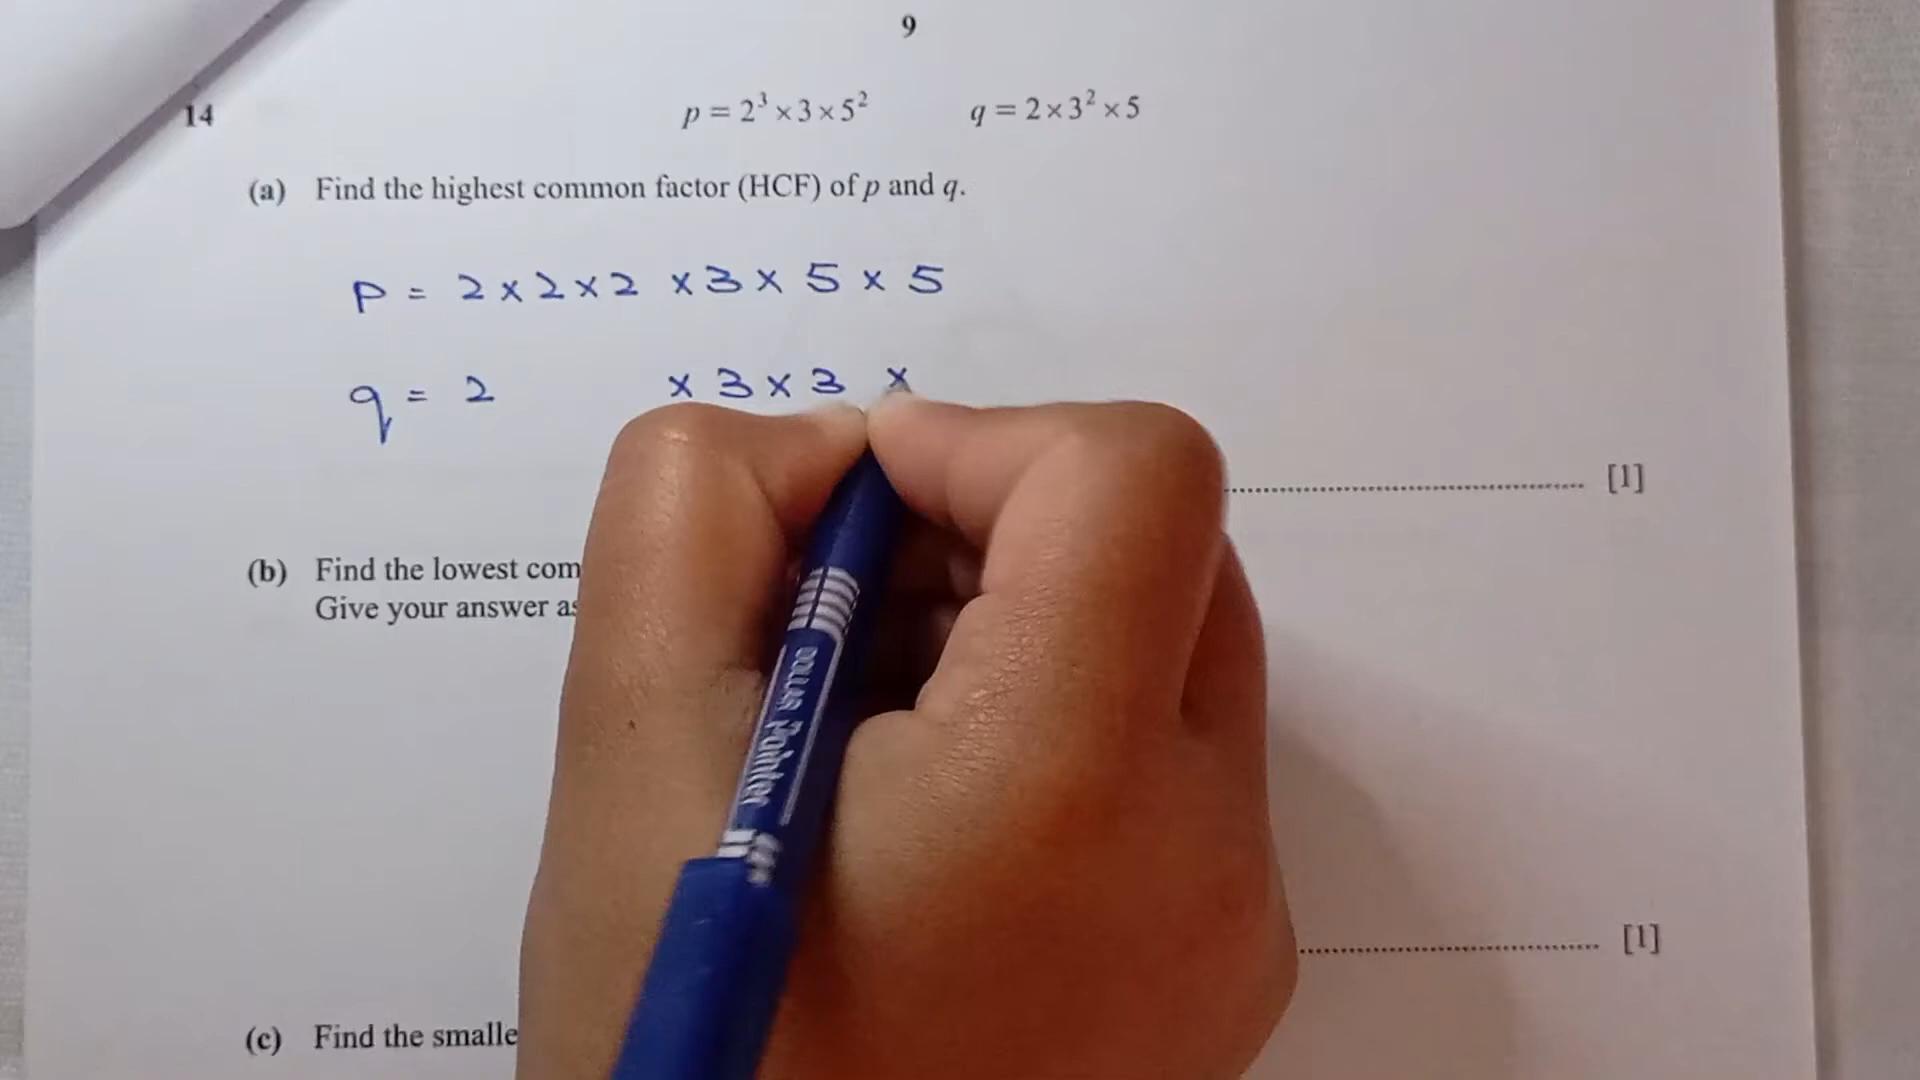 9
14
p = 2³ × 3 × 5² q = 2 × 3² × 5
(a) Find the highest common factor (HCF) of p and q.
P = 2 × 2 × 2 × 3 × 5 × 5
q = 2 × 3 × 3 ×
[1]
(b) Find the lowest com
Give your answer as
Pointer
[1]
(c) Find the smalle